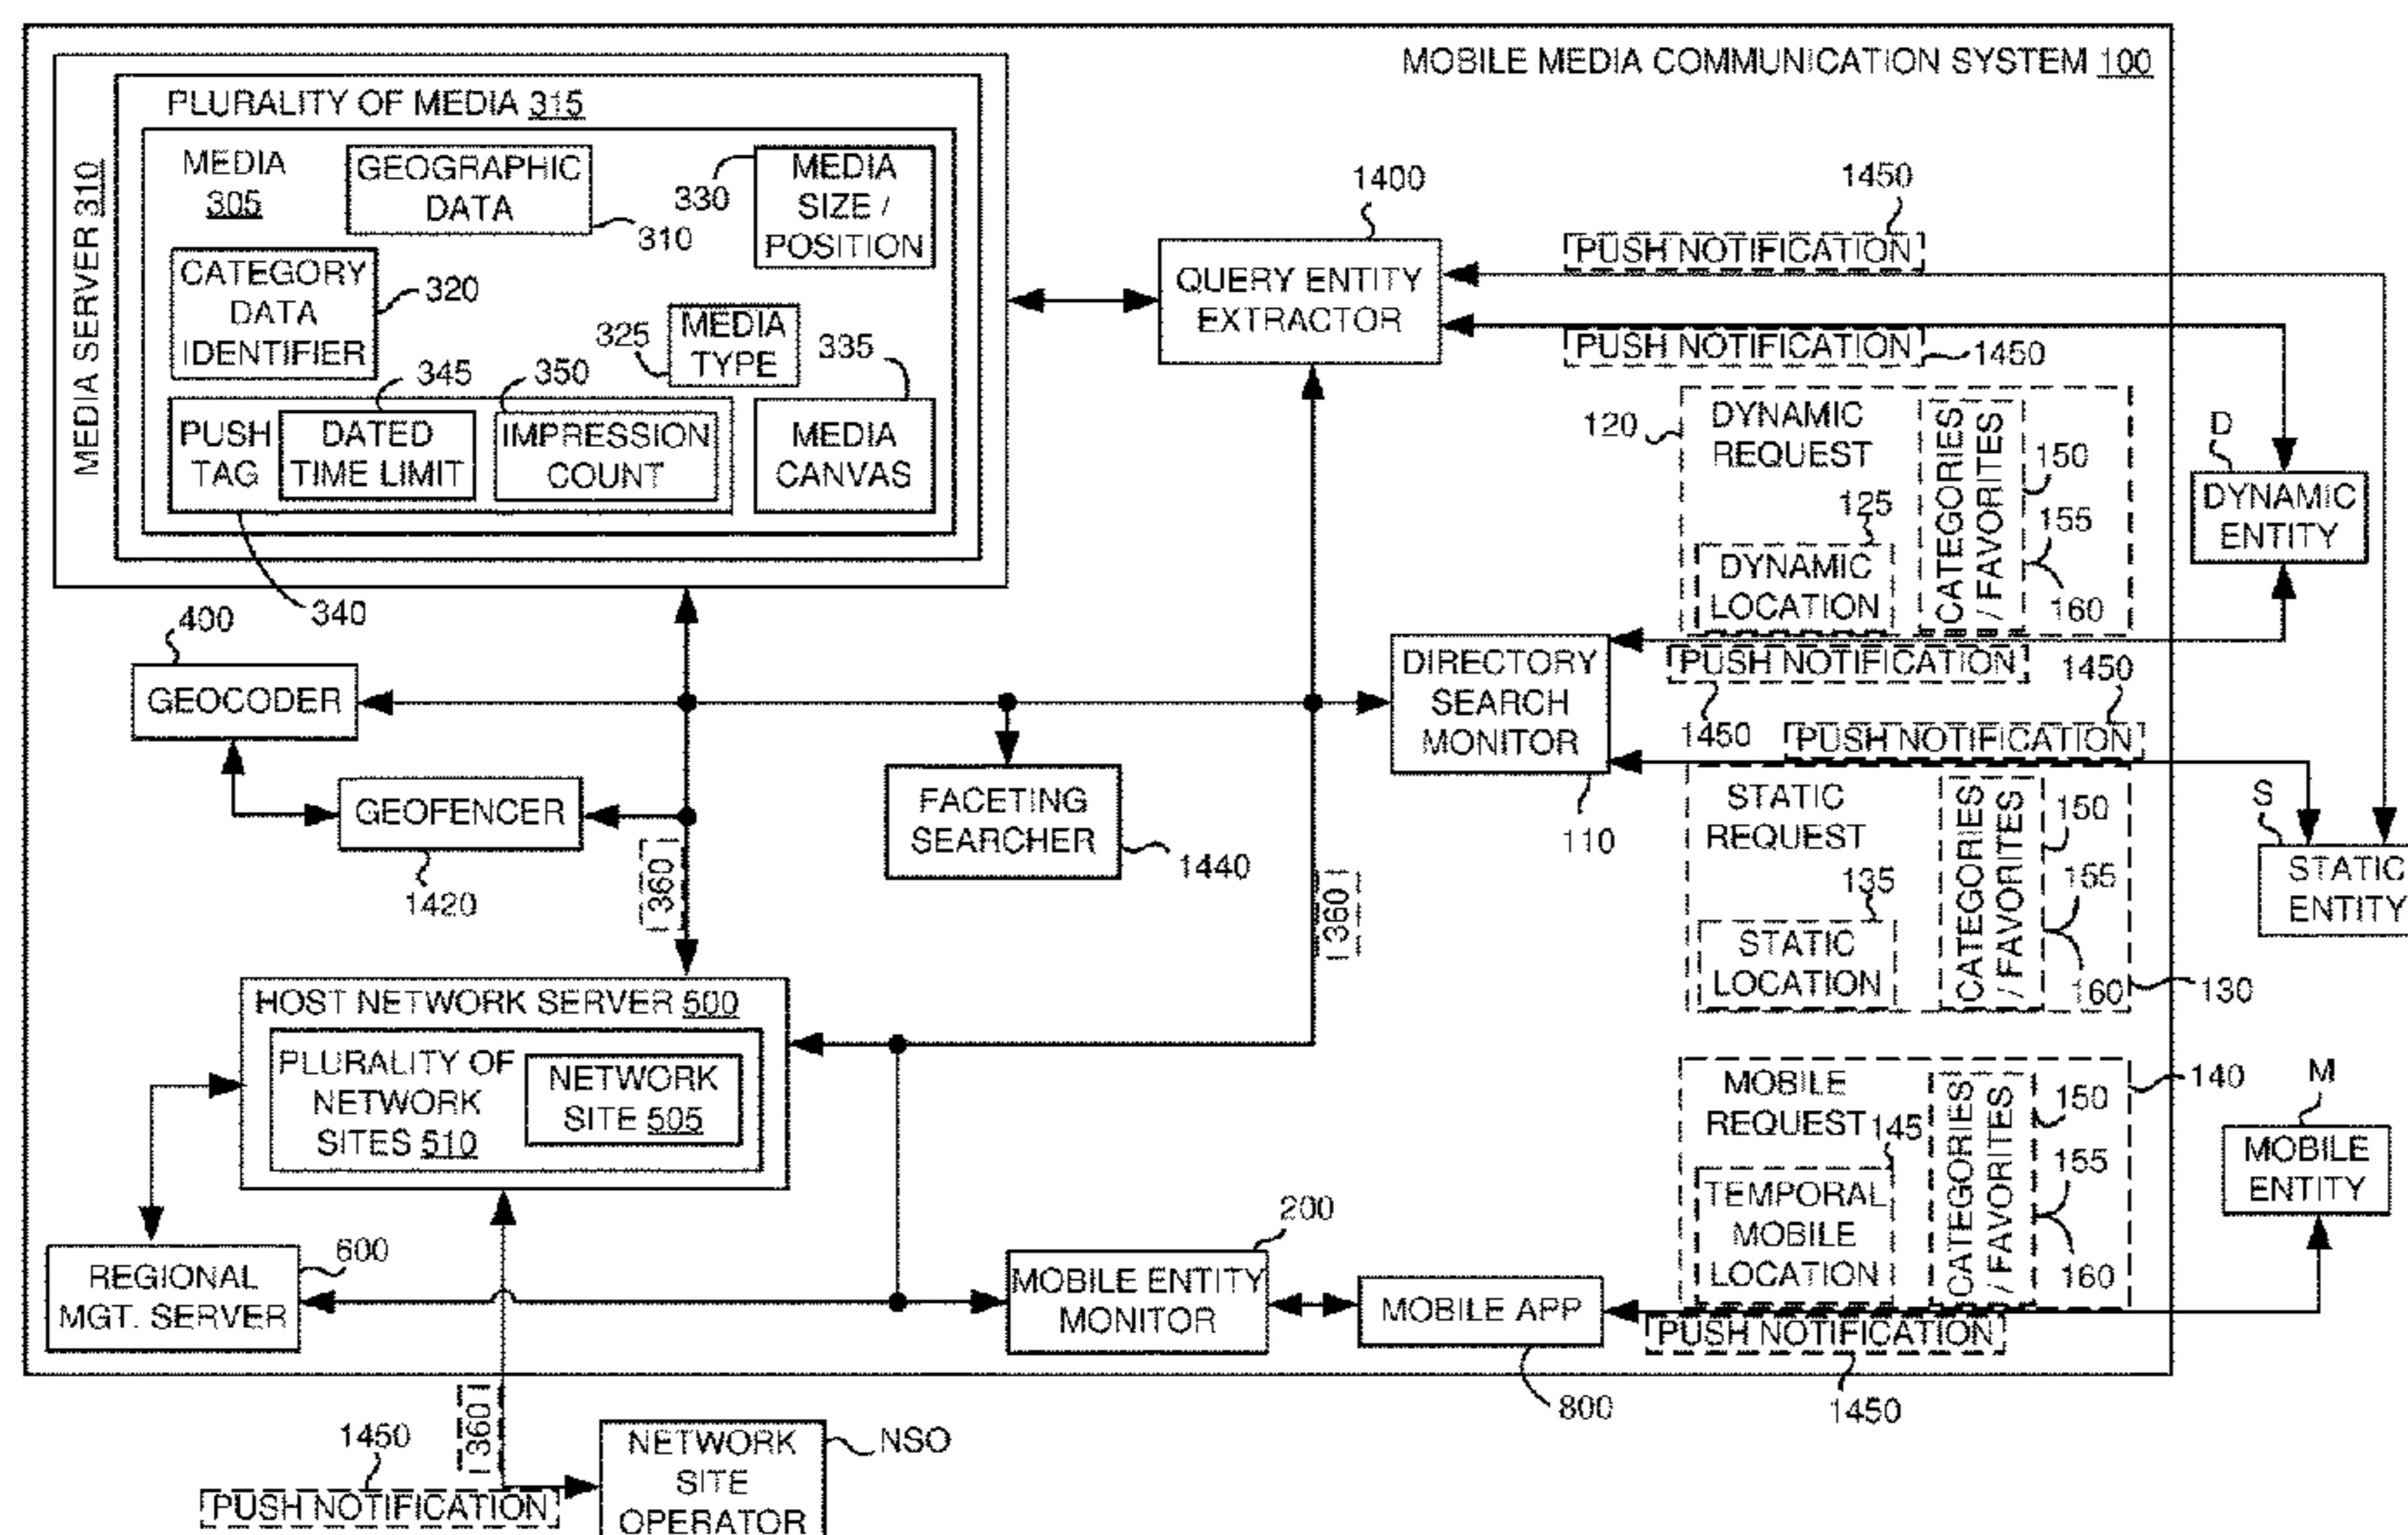 MOBILE MEDIA COMMUNICATION SYSTEM 100
MEDIA SERVER 310
PLURALITY OF MEDIA 315
MEDIA
305
GEOGRAPHIC
DATA
310
330
MEDIA
SIZE /
POSITION
CATEGORY
DATA
IDENTIFIER
320
325
MEDIA
TYPE
335
345
350
PUSH
TAG
DATED
TIME LIMIT
IMPRESSION
COUNT
MEDIA
CANVAS
340
1400
QUERY ENTITY
EXTRACTOR
1450
PUSH NOTIFICATION
PUSH NOTIFICATION
1450
120
DYNAMIC
REQUEST
125
DYNAMIC
LOCATION
CATEGORIES
/ FAVORITES
150
155
160
D
DYNAMIC
ENTITY
400
GEOCODER
GEOFENCER
1420
360
FACETING
SEARCHER
1440
DIRECTORY
SEARCH
MONITOR
110
PUSH NOTIFICATION
1450
1450
PUSH NOTIFICATION
STATIC
REQUEST
135
STATIC
LOCATION
CATEGORIES
/ FAVORITES
150
155
160
130
S
STATIC
ENTITY
360
HOST NETWORK SERVER 500
PLURALITY OF
NETWORK
SITES 510
NETWORK
SITE 505
MOBILE
REQUEST
145
TEMPORAL
MOBILE
LOCATION
CATEGORIES
/ FAVORITES
150
155
160
140
M
MOBILE
ENTITY
600
REGIONAL
MGT. SERVER
200
MOBILE ENTITY
MONITOR
MOBILE APP
800
PUSH NOTIFICATION
1450
360
1450
PUSH NOTIFICATION
NETWORK
SITE
OPERATOR
NSO